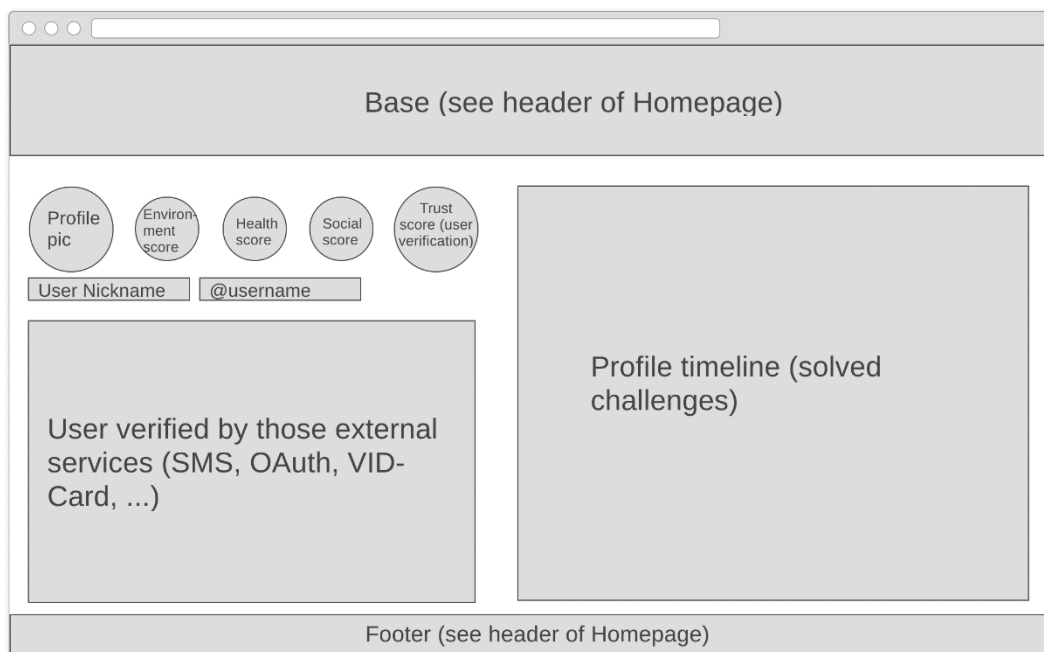 Base (see header of Homepage)
Profile
pic
Environ-
ment
score
Health
score
Social
score
Trust
score (user
verification)
User Nickname
@username
User verified by those external
services (SMS, OAuth, VID-
Card, ...)
Profile timeline (solved
challenges)
Footer (see header of Homepage)